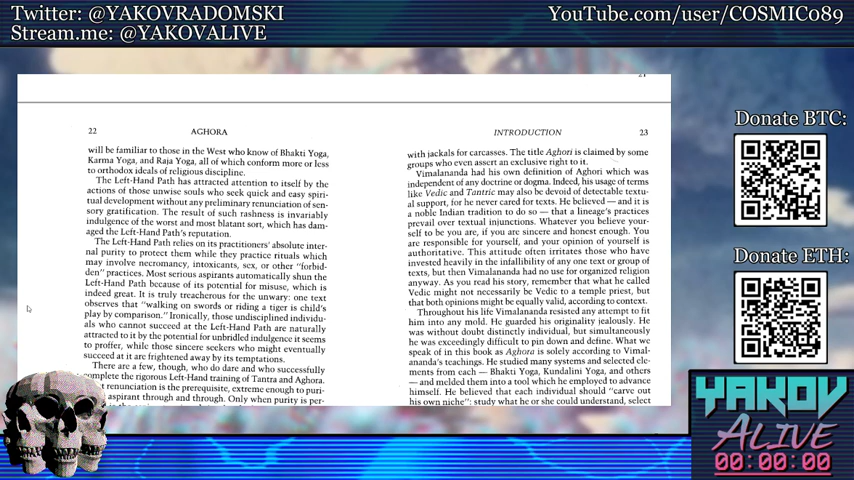 Twitter: @YAKOVRADOMSKI
Stream.me: @YAKOVALIVE
YouTube.com/user/COSMIC089
21
22 AGHORA
will be familiar to those in the West who know of Bhakti Yoga,
Karma Yoga, and Raja Yoga, all of which conform more or less
to orthodox ideals of religious discipline.
The Left-Hand Path has attracted attention to itself by the
actions of those unwise souls who seek quick and easy spiri-
tual development without any preliminary renunciation of sen-
sory gratification. The result of such rashness is invariably
indulgence of the worst and most blatant sort, which has dam-
aged the Left-Hand Path's reputation.
The Left-Hand Path relies on its practitioners' absolute inter-
nal purity to protect them while they practice rituals which
may involve necromancy, intoxicants, sex, or other "forbid-
den" practices. Most serious aspirants automatically shun the
Left-Hand Path because of its potential for misuse, which is
indeed great. It is truly treacherous for the unwary: one text
observes that "walking on swords or riding a tiger is child's
play by comparison." Ironically, those undisciplined individu-
als who cannot succeed at the Left-Hand Path are naturally
attracted to it by the potential for unbridled indulgence it seems
to proffer, while those sincere seekers who might eventually
succeed at it are frightened away by its temptations.
There are a few, though, who do dare and who successfully
complete the rigorous Left-Hand training of Tantra and Aghora.
renunciation is the prerequisite, extreme enough to puri-
aspirant through and through. Only when purity is per-
INTRODUCTION 23
with jackals for carcasses. The title Aghori is claimed by some
groups who even assert an exclusive right to it.
Vimalananda had his own definition of Aghori which was
independent of any doctrine or dogma. Indeed, his usage of terms
like Vedic and Tantric may also be devoid of detectable textu-
al support, for he never cared for texts. He believed — and it is
a noble Indian tradition to do so — that a lineage's practices
prevail over textual injunctions. Whatever you believe your-
self to be you are, if you are sincere and honest enough. You
are responsible for yourself, and your opinion of yourself is
authoritative. This attitude often irritates those who have
invested heavily in the infallibility of any one text or group of
texts, but then Vimalananda had no use for organized religion
anyway. As you read his story, remember that what he called
Vedic might not necessarily be Vedic to a temple priest, but
that both opinions might be equally valid, according to context.
Throughout his life Vimalananda resisted any attempt to fit
him into any mold. He guarded his originality jealously. He
was without doubt distinctly individual, but simultaneously
he was exceedingly difficult to pin down and define. What we
speak of in this book as Aghora is solely according to Vimal-
ananda's teachings. He studied many systems and selected ele-
ments from each — Bhakti Yoga, Kundalini Yoga, and others
— and melded them into a tool which he employed to advance
himself. He believed that each individual should "carve out
his own niche": study what he or she could understand, select
Donate BTC:
Donate ETH:
YAKOV
ALIVE
00:00:00